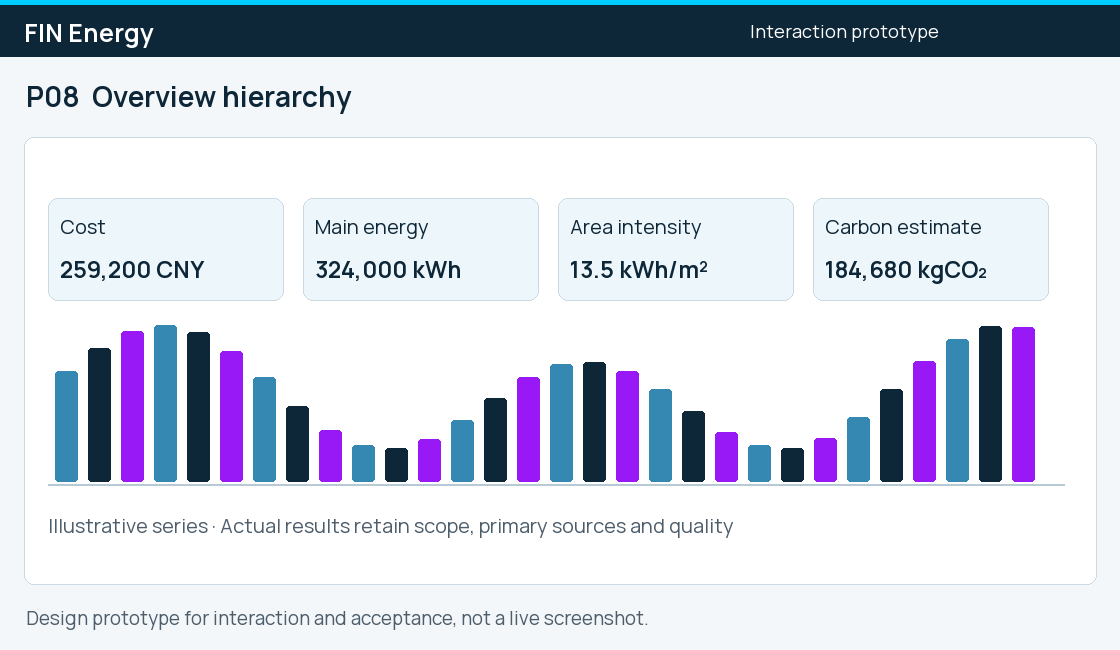 FIN Energy
Interaction prototype
P08 Overview hierarchy
Cost
259,200 CNY
Main energy
324,000 kWh
Area intensity
13.5 kWh/m²
Carbon estimate
184,680 kgCO₂
Illustrative series · Actual results retain scope, primary sources and quality
Design prototype for interaction and acceptance, not a live screenshot.